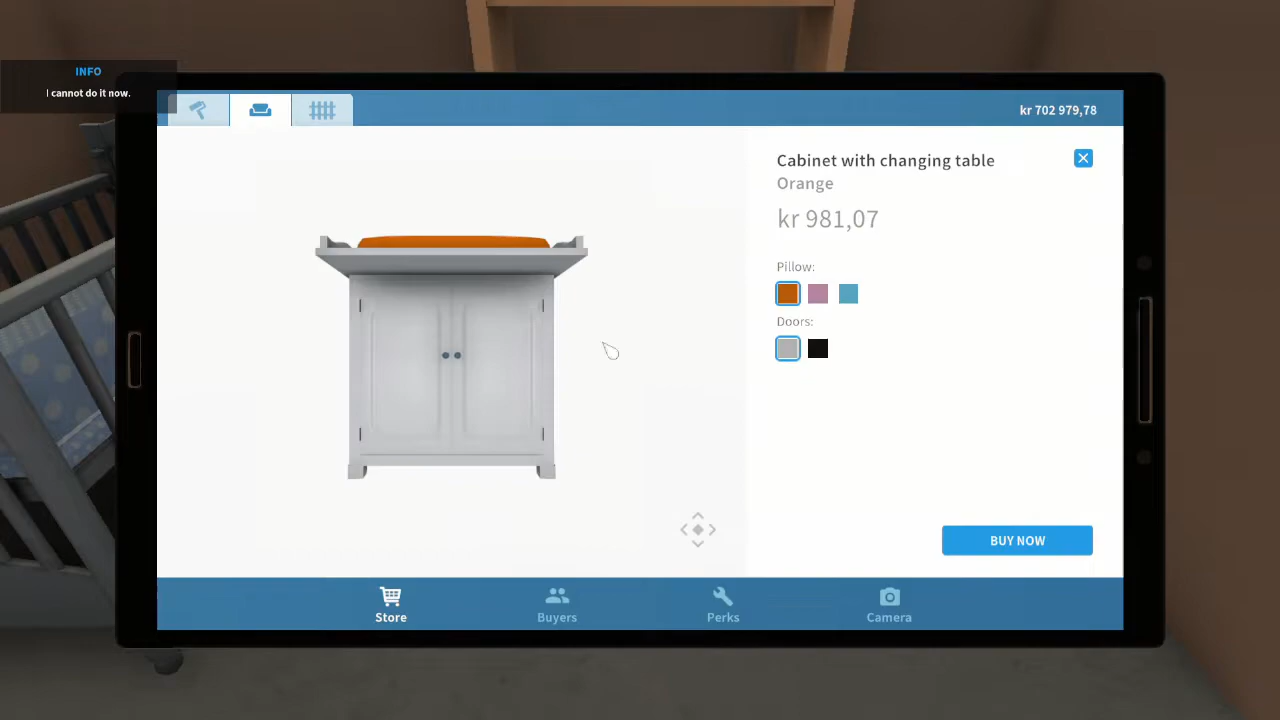 INFO
I cannot do it now.
kr 702 979,78
Cabinet with changing table
Orange
kr 981,07
Pillow:
Doors:
BUY NOW
Store
Buyers
Perks
Camera